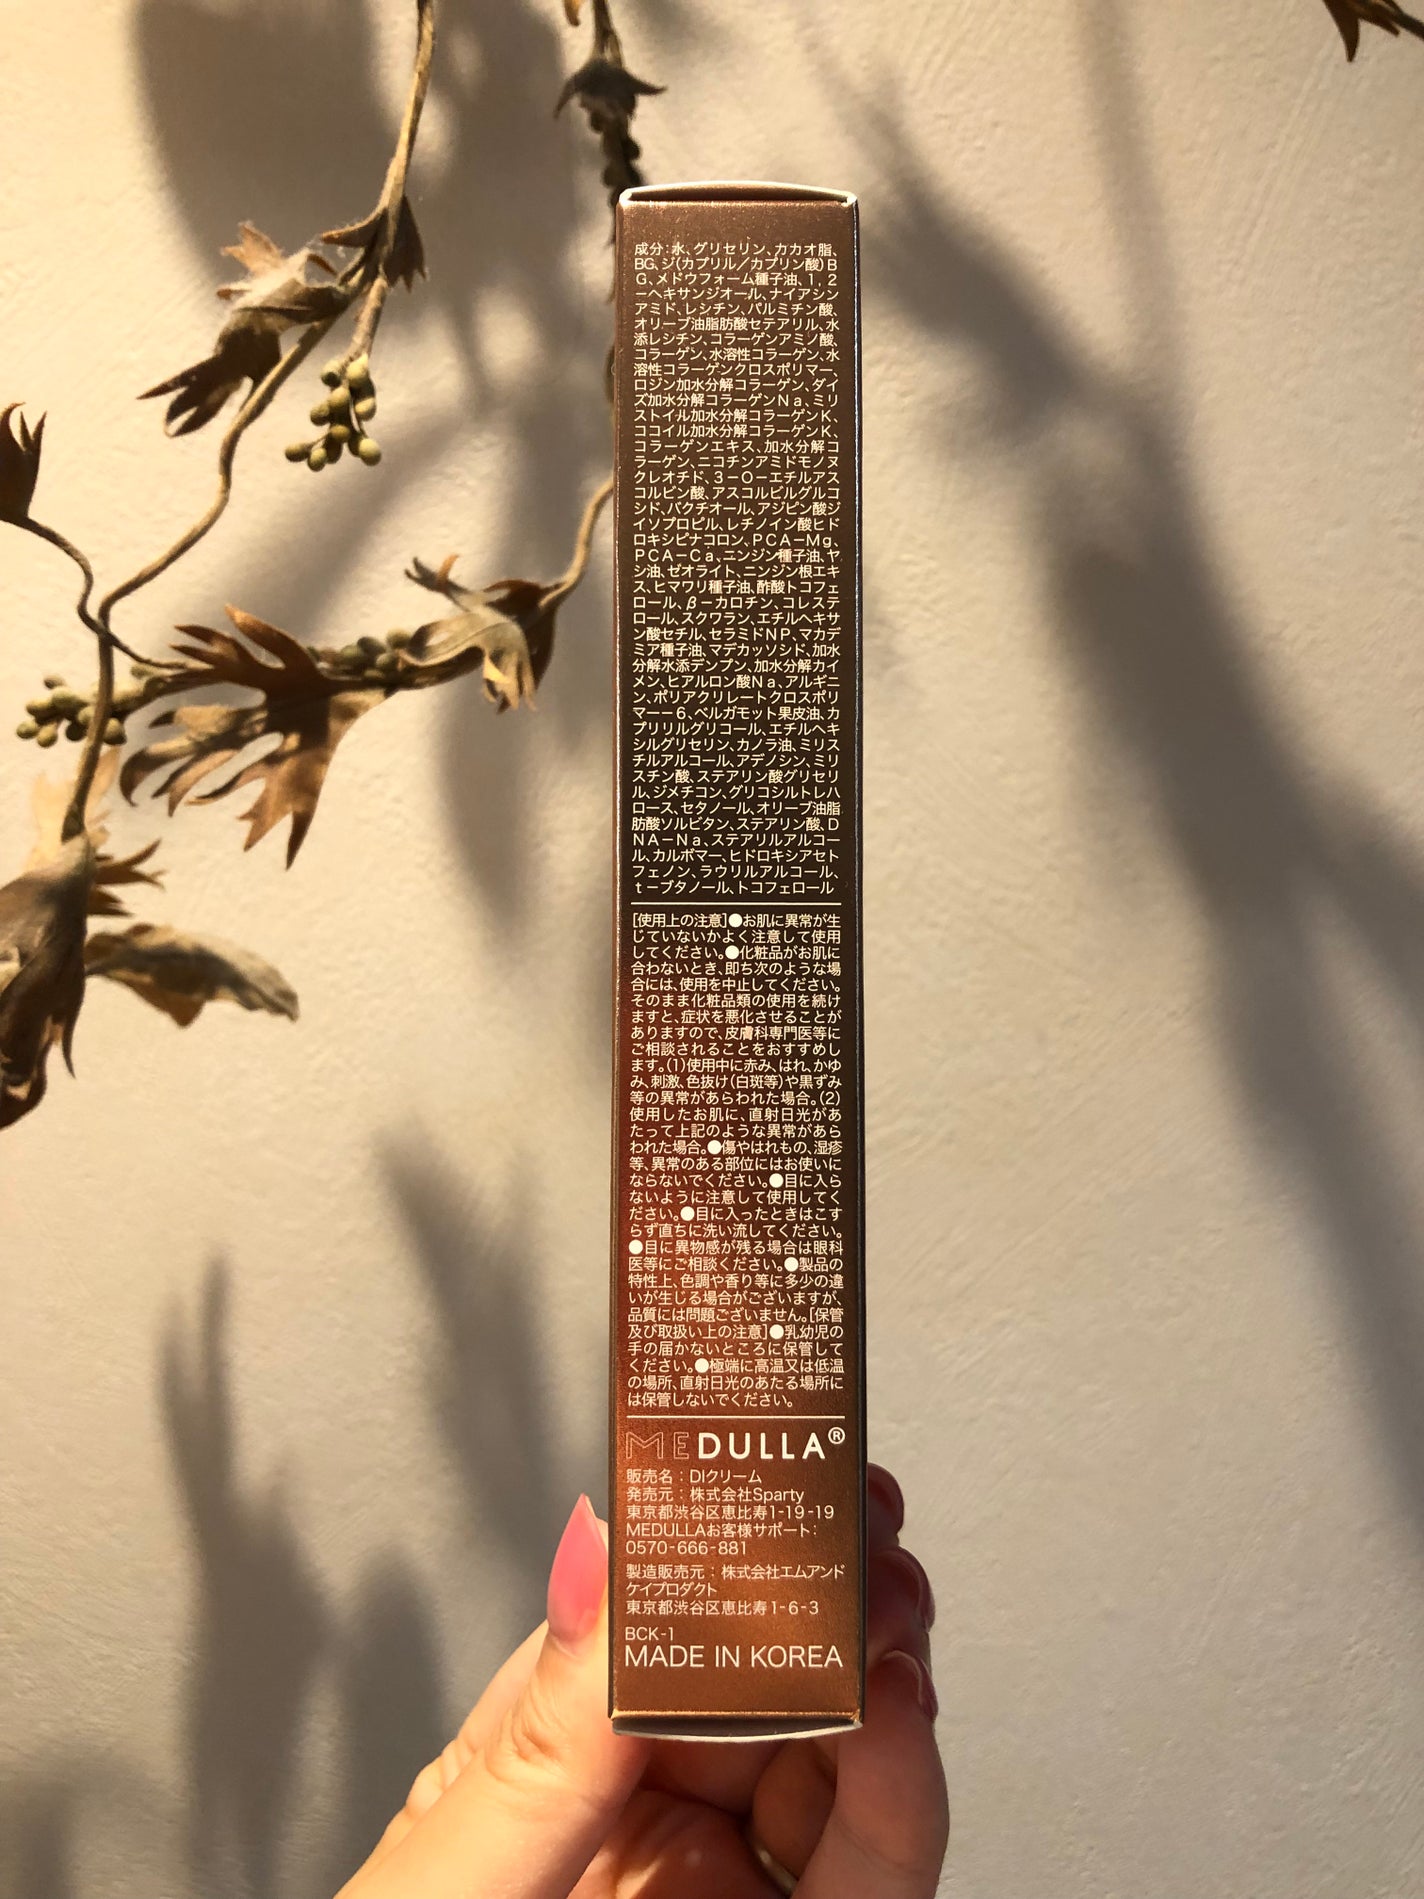 成分：水、グリセリン、カカオ脂、
BG、ジ(カプリル／カプリン酸)B
G、メドウフォーム種子油、1，2
－ヘキサンジオール、ナイアシン
アミド、レシチン、パルミチン酸、
オリーブ油脂肪酸セテアリル、水
添レシチン、コラーゲンアミノ酸、
コラーゲン、水溶性コラーゲン、水
溶性コラーゲンクロスポリマー、
ロジン加水分解コラーゲン、ダイ
ズ加水分解コラーゲンNa、ミリ
ストイル加水分解コラーゲンK、
ココイル加水分解コラーゲンK、
コラーゲンエキス、加水分解コ
ラーゲン、ニコチンアミドモノヌ
クレオチド、3－O－エチルアス
コルビン酸、アスコルビルグルコ
シド、バクチオール、アジピン酸ジ
イソプロピル、レチノイン酸ヒド
ロキシピナコロン、PCA－Mg、
PCA－Ca、ニンジン種子油、ヤ
シ油、ゼオライト、ニンジン根エキ
ス、ヒマワリ種子油、酢酸トコフェ
ロール、β－カロチン、コレステ
ロール、スクワラン、エチルヘキサ
ン酸セチル、セラミドNP、マカデ
ミア種子油、マデカッソシド、加水
分解水添デンプン、加水分解カイ
メン、ヒアルロン酸Na、アルギニ
ン、ポリアクリレートクロスポリ
マー－6、ベルガモット果皮油、カ
プリリルグリコール、エチルヘキ
シルグリセリン、カノラ油、ミリス
チルアルコール、アデノシン、ミリ
スチン酸、ステアリン酸グリセリ
ル、ジメチコン、グリコシルトレハ
ロース、セタノール、オリーブ油脂
肪酸ソルビタン、ステアリン酸、D
NA－Na、ステアリルアルコー
ル、カルボマー、ヒドロキシアセト
フェノン、ラウリルアルコール、
t－ブタノール、トコフェロール
[使用上の注意]●お肌に異常が生
じていないかよく注意して使用
してください。●化粧品がお肌に
合わないとき、即ち次のような場
合には、使用を中止してください。
そのまま化粧品類の使用を続け
ますと、症状を悪化させることが
ありますので、皮膚科専門医等に
ご相談されることをおすすめし
ます。(1)使用中に赤み、はれ、かゆ
み、刺激、色抜け(白斑等)や黒ずみ
等の異常があらわれた場合。(2)
使用したお肌に、直射日光があ
たって上記のような異常があら
われた場合。●傷やはれもの、湿疹
等、異常のある部位にはお使いに
ならないでください。●目に入ら
ないように注意して使用してく
ださい。●目に入ったときはこす
らず直ちに洗い流してください。
●目に異物感が残る場合は眼科
医等にご相談ください。●製品の
特性上、色調や香り等に多少の違
いが生じる場合がございますが、
品質には問題ございません。[保管
及び取扱い上の注意]●乳幼児の
手の届かないところに保管して
ください。●極端に高温又は低温
の場所、直射日光のあたる場所に
は保管しないでください。
MEDULLA®
販売名：DIクリーム
発売元：株式会社Sparty
東京都渋谷区恵比寿1-19-19
MEDULLAお客様サポート：
0570-666-881
製造販売元：株式会社エムアンド
ケイプロダクト
東京都渋谷区恵比寿1-6-3
BCK-1
MADE IN KOREA